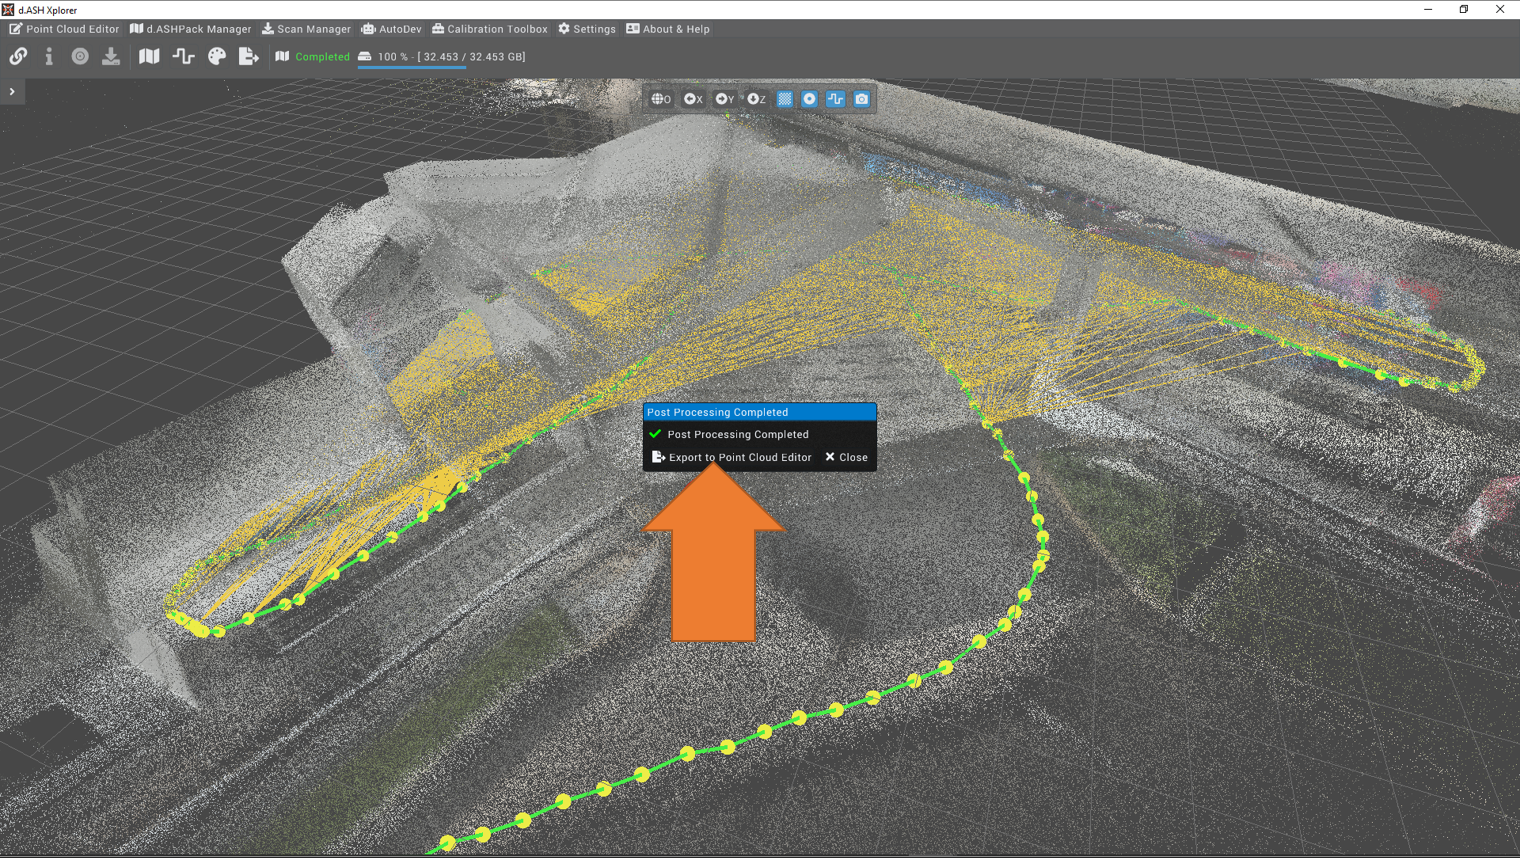 d.ASH Xplorer
Point Cloud Editor d.ASHPack Manager Scan Manager AutoDev Calibration Toolbox Settings About & Help
Completed 100 % - [ 32.453 / 32.453 GB]
O X Y Z
Post Processing Completed
Post Processing Completed
Export to Point Cloud Editor Close